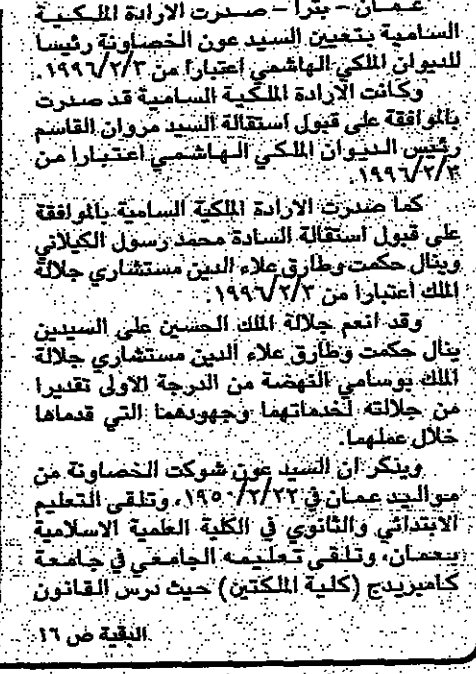 عمان - بترا - صدرت الارادة الملكية
السامية بتعيين السيد عون الخصاونة رئيسا
للديوان الملكي الهاشمي اعتبارا من ١٩٩٦/٢/٣.
وكانت الارادة الملكية السامية قد صدرت
بالموافقة على قبول استقالة السيد مروان القاسم
رئيس الديوان الملكي الهاشمي اعتبارا من
١٩٩٦/٢/٣.
كما صدرت الارادة الملكية السامية بالموافقة
على قبول استقالة السادة محمد رسول الكيلاني
وينال حكمت وطارق علاء الدين مستشاري جلالة
الملك اعتبارا من ١٩٩٦/٢/٣.
وقد انعم جلالة الملك الحسين على السيدين
ينال حكمت وطارق علاء الدين مستشاري جلالة
الملك بوسامي النهضة من الدرجة الاولى تقديرا
من جلالته لخدماتهما وجهودهما التي قدماها
خلال عملهما.
ويذكر ان السيد عون شوكت الخصاونة من
مواليد عمان في ١٩٥٠/٢/٢٢، وتلقى التعليم
الابتدائي والثانوي في الكلية العلمية الاسلامية
بعمان، وتلقى تعليمه الجامعي في جامعة
كامبريدج (كلية الملكتين) حيث درس القانون
البقية ص ١٦